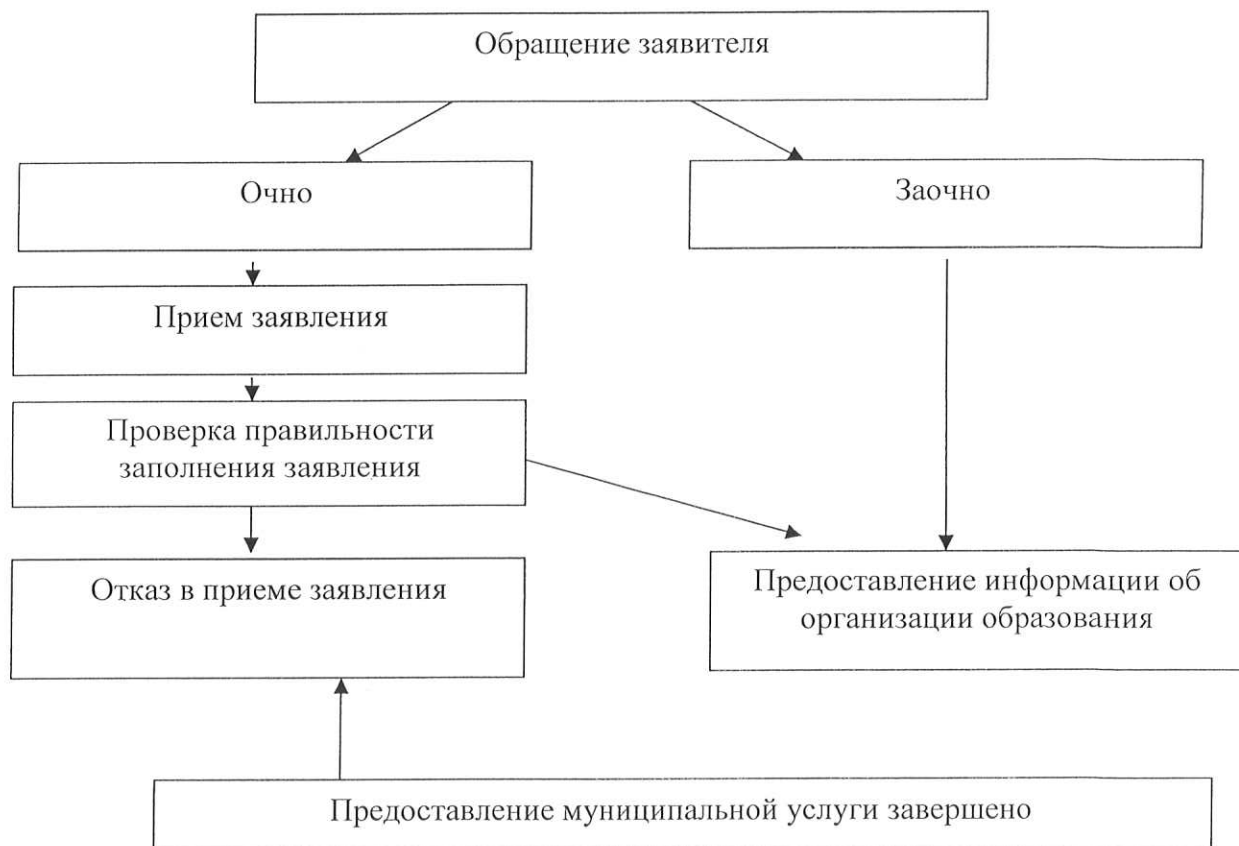 Обращение заявителя
Очно
Заочно
Прием заявления
Проверка правильности
заполнения заявления
Отказ в приеме заявления
Предоставление информации об
организации образования
Предоставление муниципальной услуги завершено